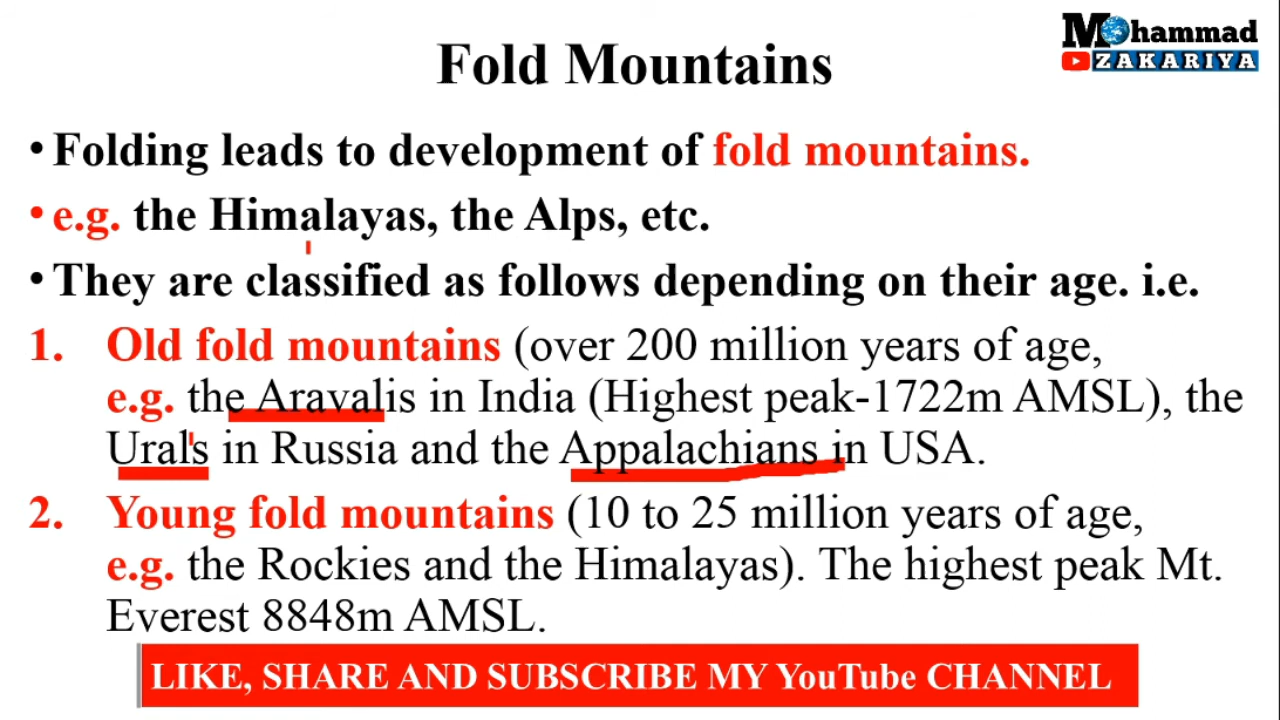 Mohammad
ZAKARIYA
Fold Mountains
• Folding leads to development of fold mountains.
• e.g. the Himalayas, the Alps, etc.
• They are classified as follows depending on their age. i.e.
1. Old fold mountains (over 200 million years of age,
e.g. the Aravalis in India (Highest peak-1722m AMSL), the
Urals in Russia and the Appalachians in USA.
2. Young fold mountains (10 to 25 million years of age,
e.g. the Rockies and the Himalayas). The highest peak Mt.
Everest 8848m AMSL.
LIKE, SHARE AND SUBSCRIBE MY YouTube CHANNEL